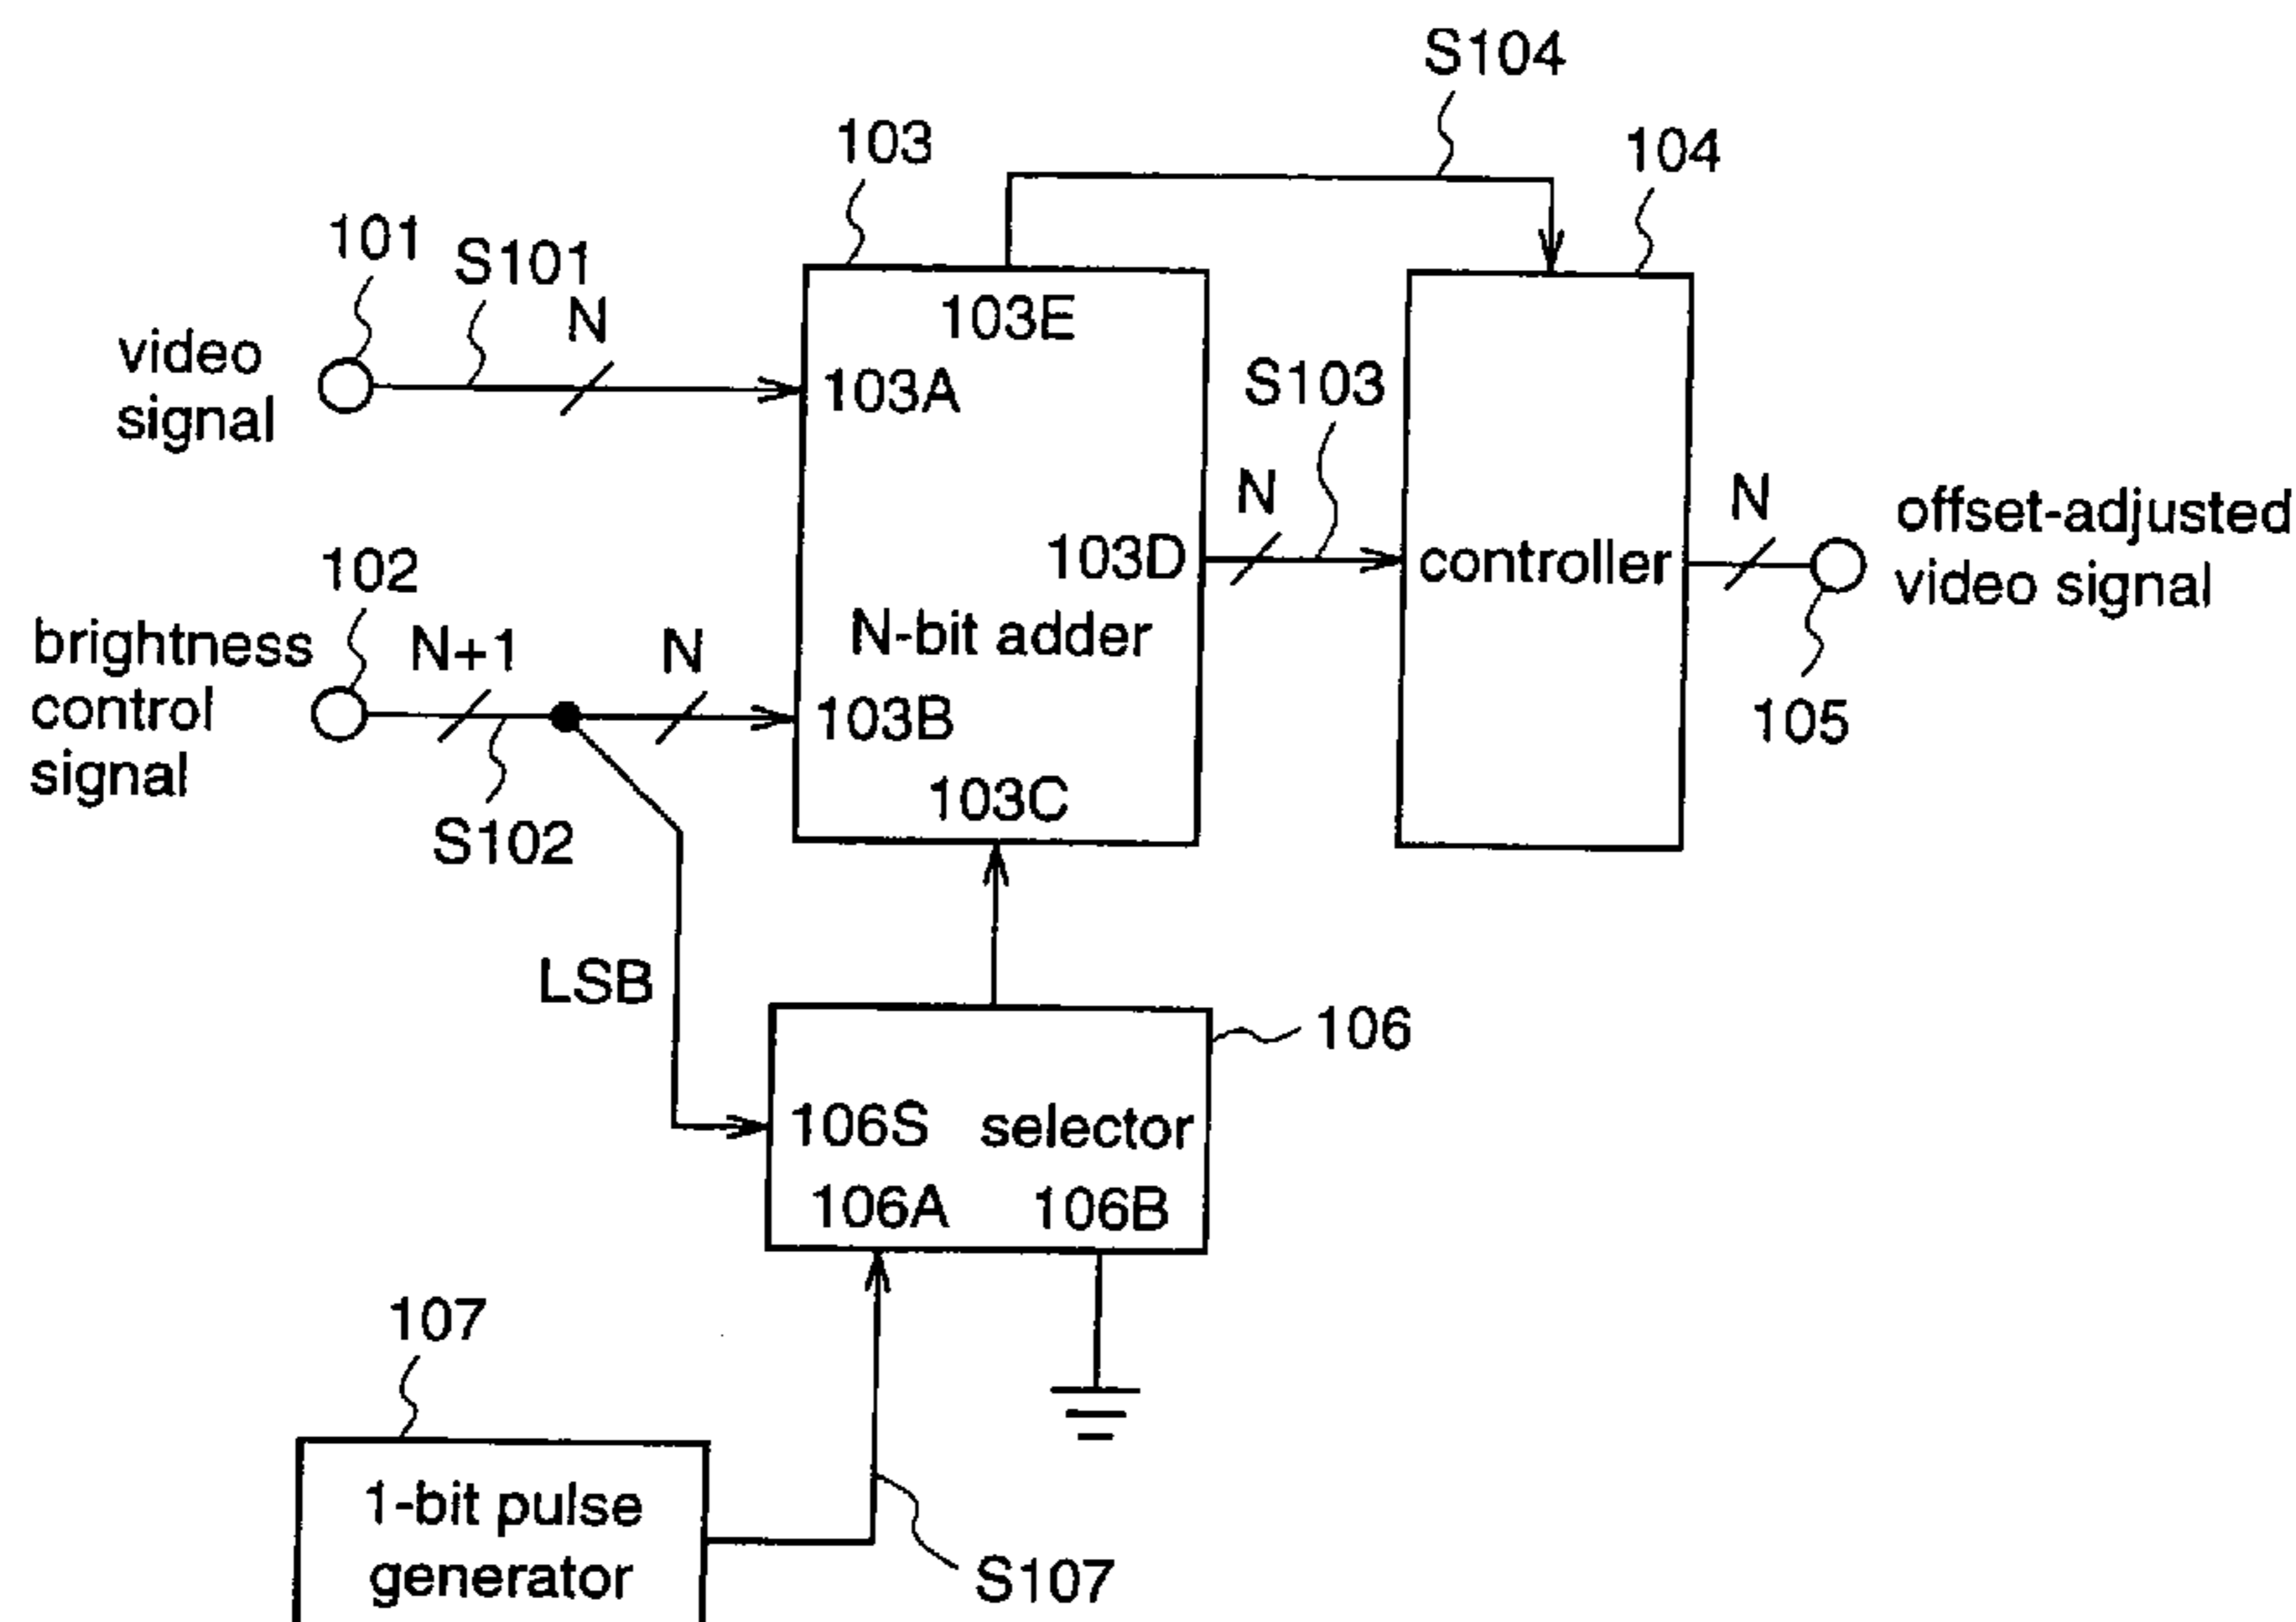 S104
103
104
101
S101
N
video
signal
103E
103A
S103
N
103D
controller
N
offset-adjusted
video signal
105
102
brightness
control
signal
N+1
N
N-bit adder
103B
103C
S102
LSB
106
106S
selector
106A
106B
107
1-bit pulse
generator
S107